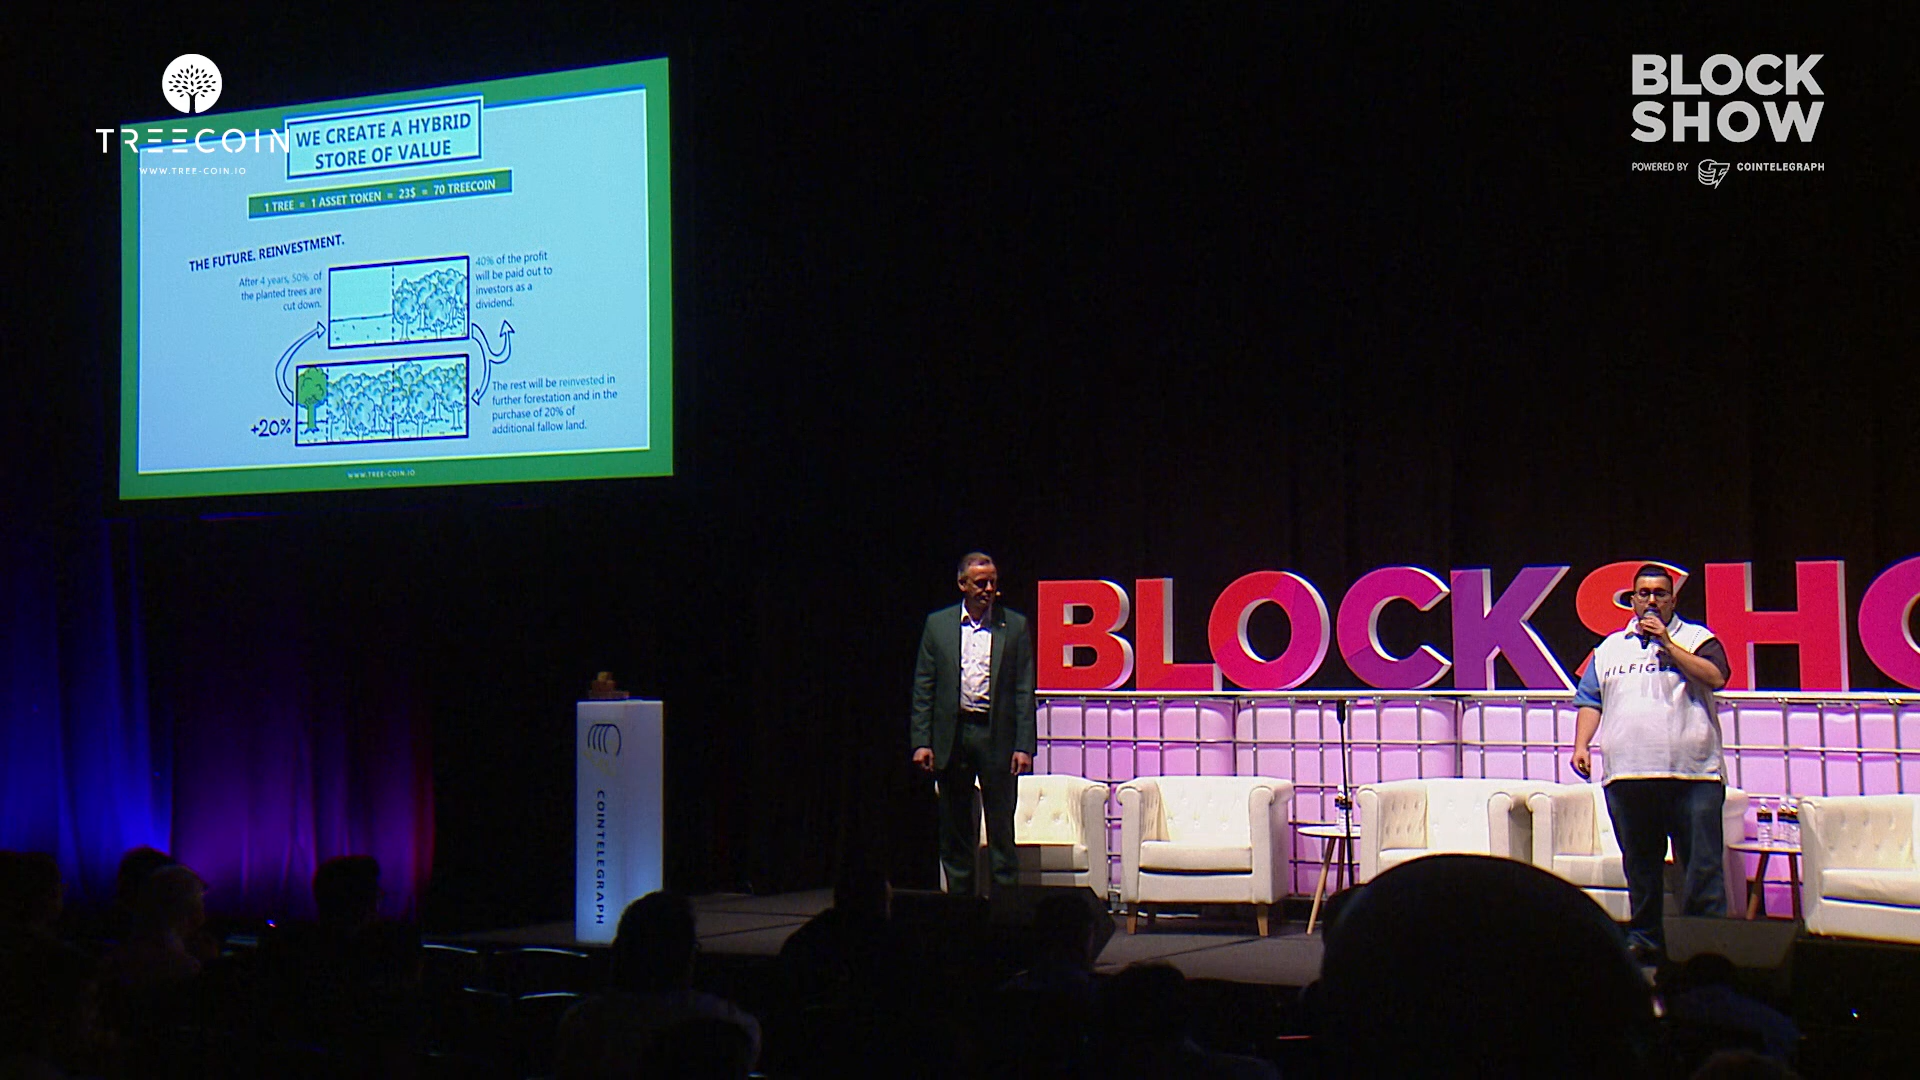 TREECOIN
WWW.TREE-COIN.IO
WE CREATE A HYBRID
STORE OF VALUE
1 TREE = 1 ASSET TOKEN = 23$ = 70 TREECOIN
THE FUTURE. REINVESTMENT.
After 4 years, 50% of
the planted trees are
cut down.
40% of the profit
will be paid out to
investors as a
dividend.
+20%
The rest will be reinvested in
further forestation and in the
purchase of 20% of
additional fallow land.
WWW.TREE-COIN.IO
BLOCK
SHOW
POWERED BY COINTELEGRAPH
BLOCKSHO
HILFIG
COINTELEGRAPH